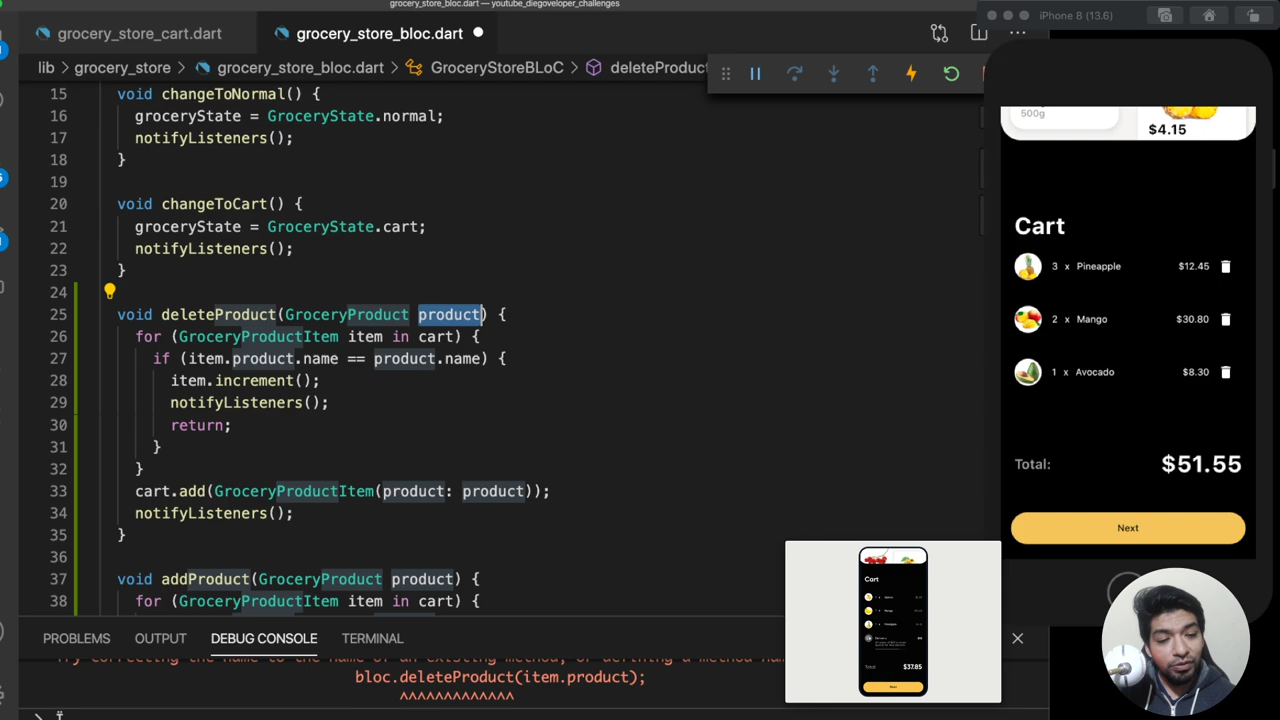 grocery_store_bloc.dart — youtube_diegoveloper_challenges
grocery_store_cart.dart
grocery_store_bloc.dart
iPhone 8 (13.6)
lib > grocery_store > grocery_store_bloc.dart > GroceryStoreBLoC > deleteProduct
15 void changeToNormal() {
16 groceryState = GroceryState.normal;
17 notifyListeners();
18 }
19
20 void changeToCart() {
21 groceryState = GroceryState.cart;
22 notifyListeners();
23 }
24
25 void deleteProduct(GroceryProduct product) {
26 for (GroceryProductItem item in cart) {
27 if (item.product.name == product.name) {
28 item.increment();
29 notifyListeners();
30 return;
31 }
32 }
33 cart.add(GroceryProductItem(product: product));
34 notifyListeners();
35 }
36
37 void addProduct(GroceryProduct product) {
38 for (GroceryProductItem item in cart) {
PROBLEMS OUTPUT DEBUG CONSOLE TERMINAL
bloc.deleteProduct(item.product);
^^^^^^^^^^^^^
500g
$4.15
Cart
3 x Pineapple $12.45
2 x Mango $30.80
1 x Avocado $8.30
Total: $51.55
Next
Cart
Total: $37.85
Next